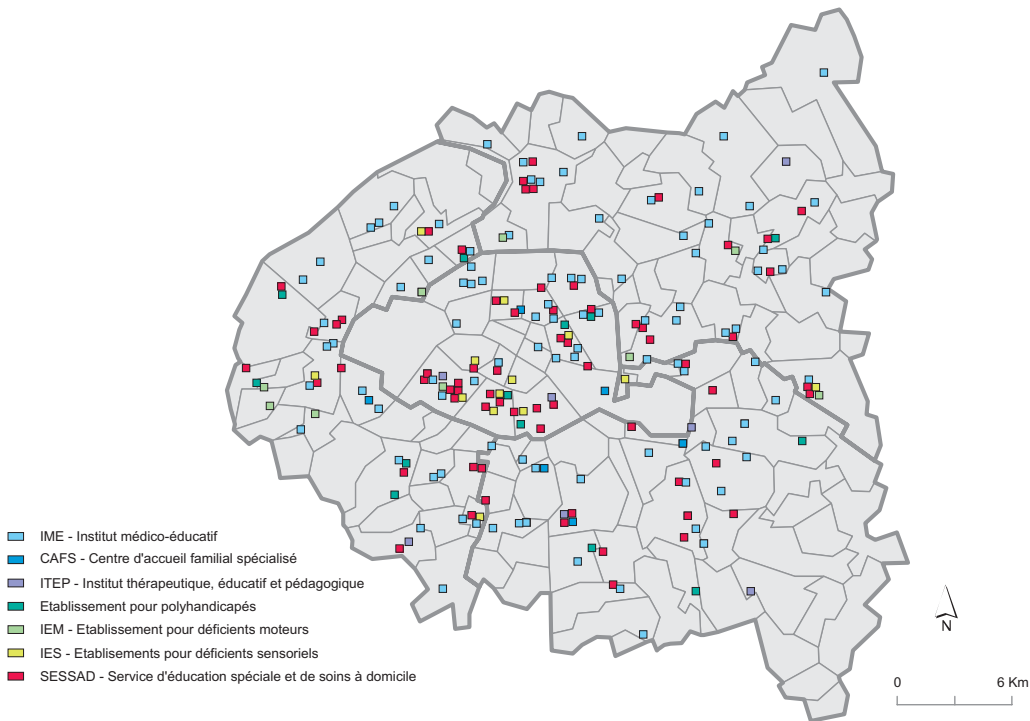 IME - Institut médico-éducatif
CAFS - Centre d'accueil familial spécialisé
ITEP - Institut thérapeutique, éducatif et pédagogique
Etablissement pour polyhandicapés
IEM - Etablissement pour déficients moteurs
IES - Etablisements pour déficients sensoriels
SESSAD - Service d'éducation spéciale et de soins à domicile
N
0 6 Km